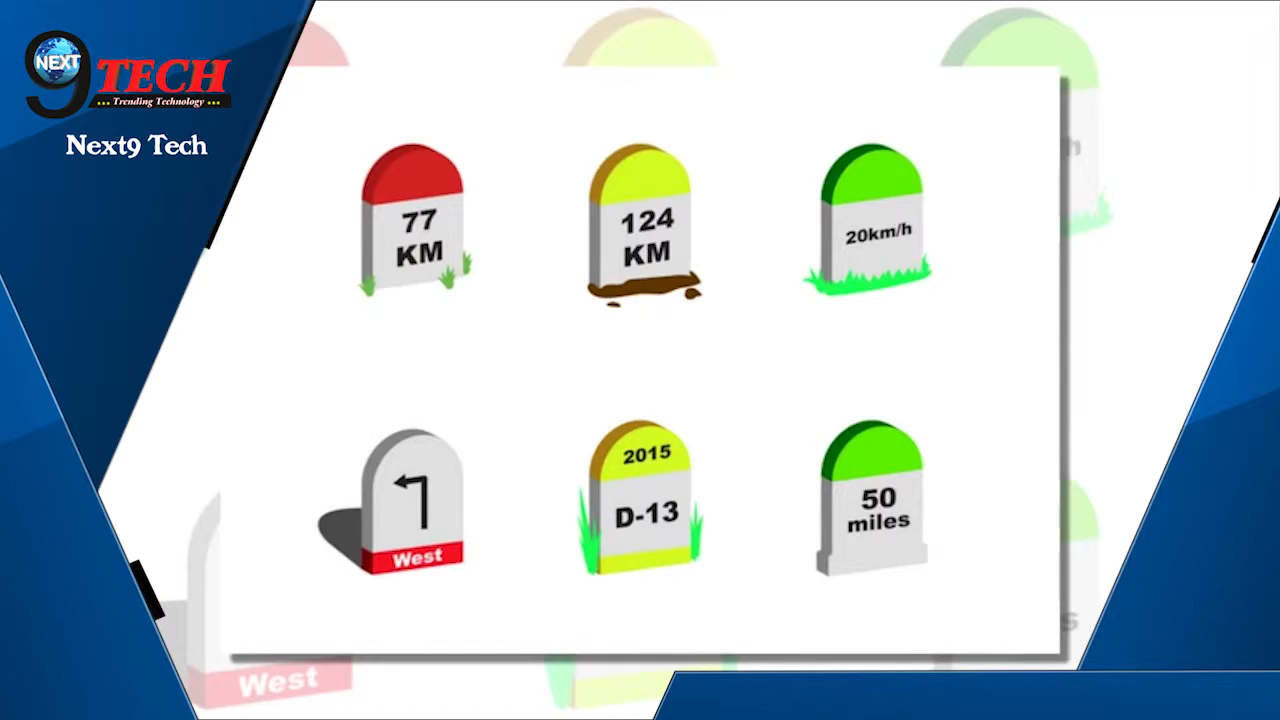 NEXT
9
TECH
... Trending Technology ...
Next9 Tech
77
KM
124
KM
20km/h
h
West
2015
D-13
50
miles
s
West